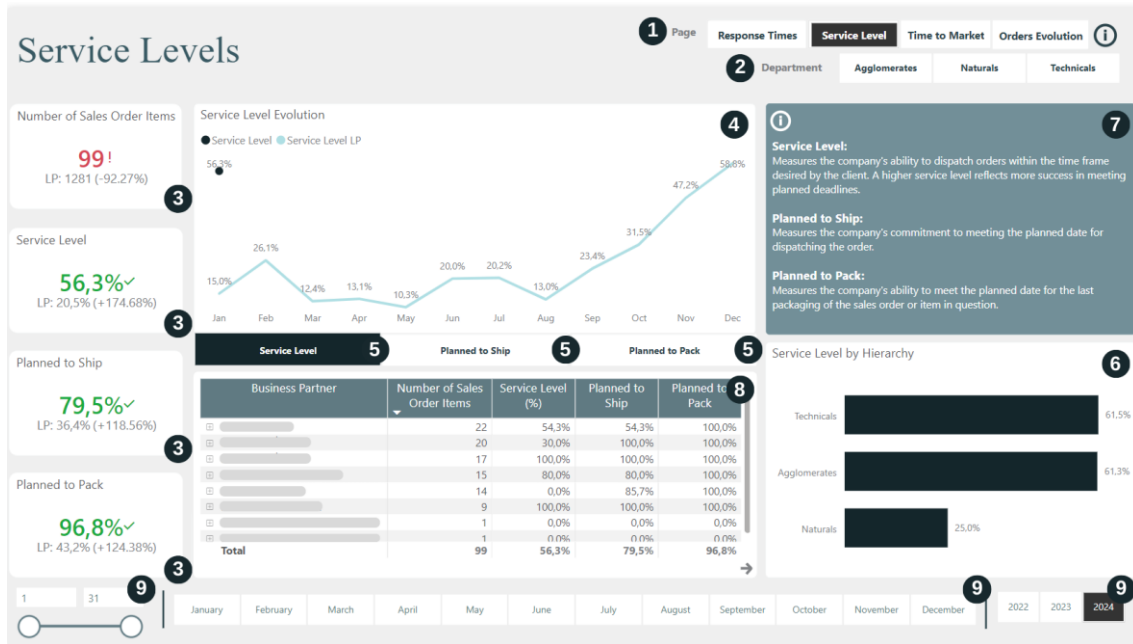 Service Levels
1 Page Response Times Service Level Time to Market Orders Evolution i
2 Department Agglomerates Naturals Technicals
Number of Sales Order Items
99!
LP: 1281 (-92.27%)
3
Service Level
56,3%
LP: 20,5% (+174.68%)
3
Planned to Ship
79,5%
LP: 36,4% (+118.56%)
3
Planned to Pack
96,8%
LP: 43,2% (+124.38%)
3
Service Level Evolution
4
Service Level Service Level LP
56,3%
15,0%
26,1%
12,4%
13,1%
10,3%
20,0%
20,2%
13,0%
23,4%
31,5%
47,2%
58,8%
Jan Feb Mar Apr May Jun Jul Aug Sep Oct Nov Dec
Service Level 5 Planned to Ship 5 Planned to Pack 5
Business Partner Number of Sales Order Items Service Level (%) Planned to Ship Planned to Pack 8
22 54,3% 54,3% 100,0%
20 30,0% 100,0% 100,0%
17 100,0% 100,0% 100,0%
15 80,0% 80,0% 100,0%
14 0,0% 85,7% 100,0%
9 100,0% 100,0% 100,0%
1 0,0% 0,0% 0,0%
1 0,0% 0,0% 0,0%
Total 99 56,3% 79,5% 96,8%
i
7
Service Level:
Measures the company's ability to dispatch orders within the time frame
desired by the client. A higher service level reflects more success in meeting
planned deadlines.
Planned to Ship:
Measures the company's commitment to meeting the planned date for
dispatching the order.
Planned to Pack:
Measures the company's ability to meet the planned date for the last
packaging of the sales order or item in question.
Service Level by Hierarchy
6
Technicals 61,5%
Agglomerates 61,3%
Naturals 25,0%
1 31 9
January February March April May June July August September October November December 9
2022 2023 2024 9